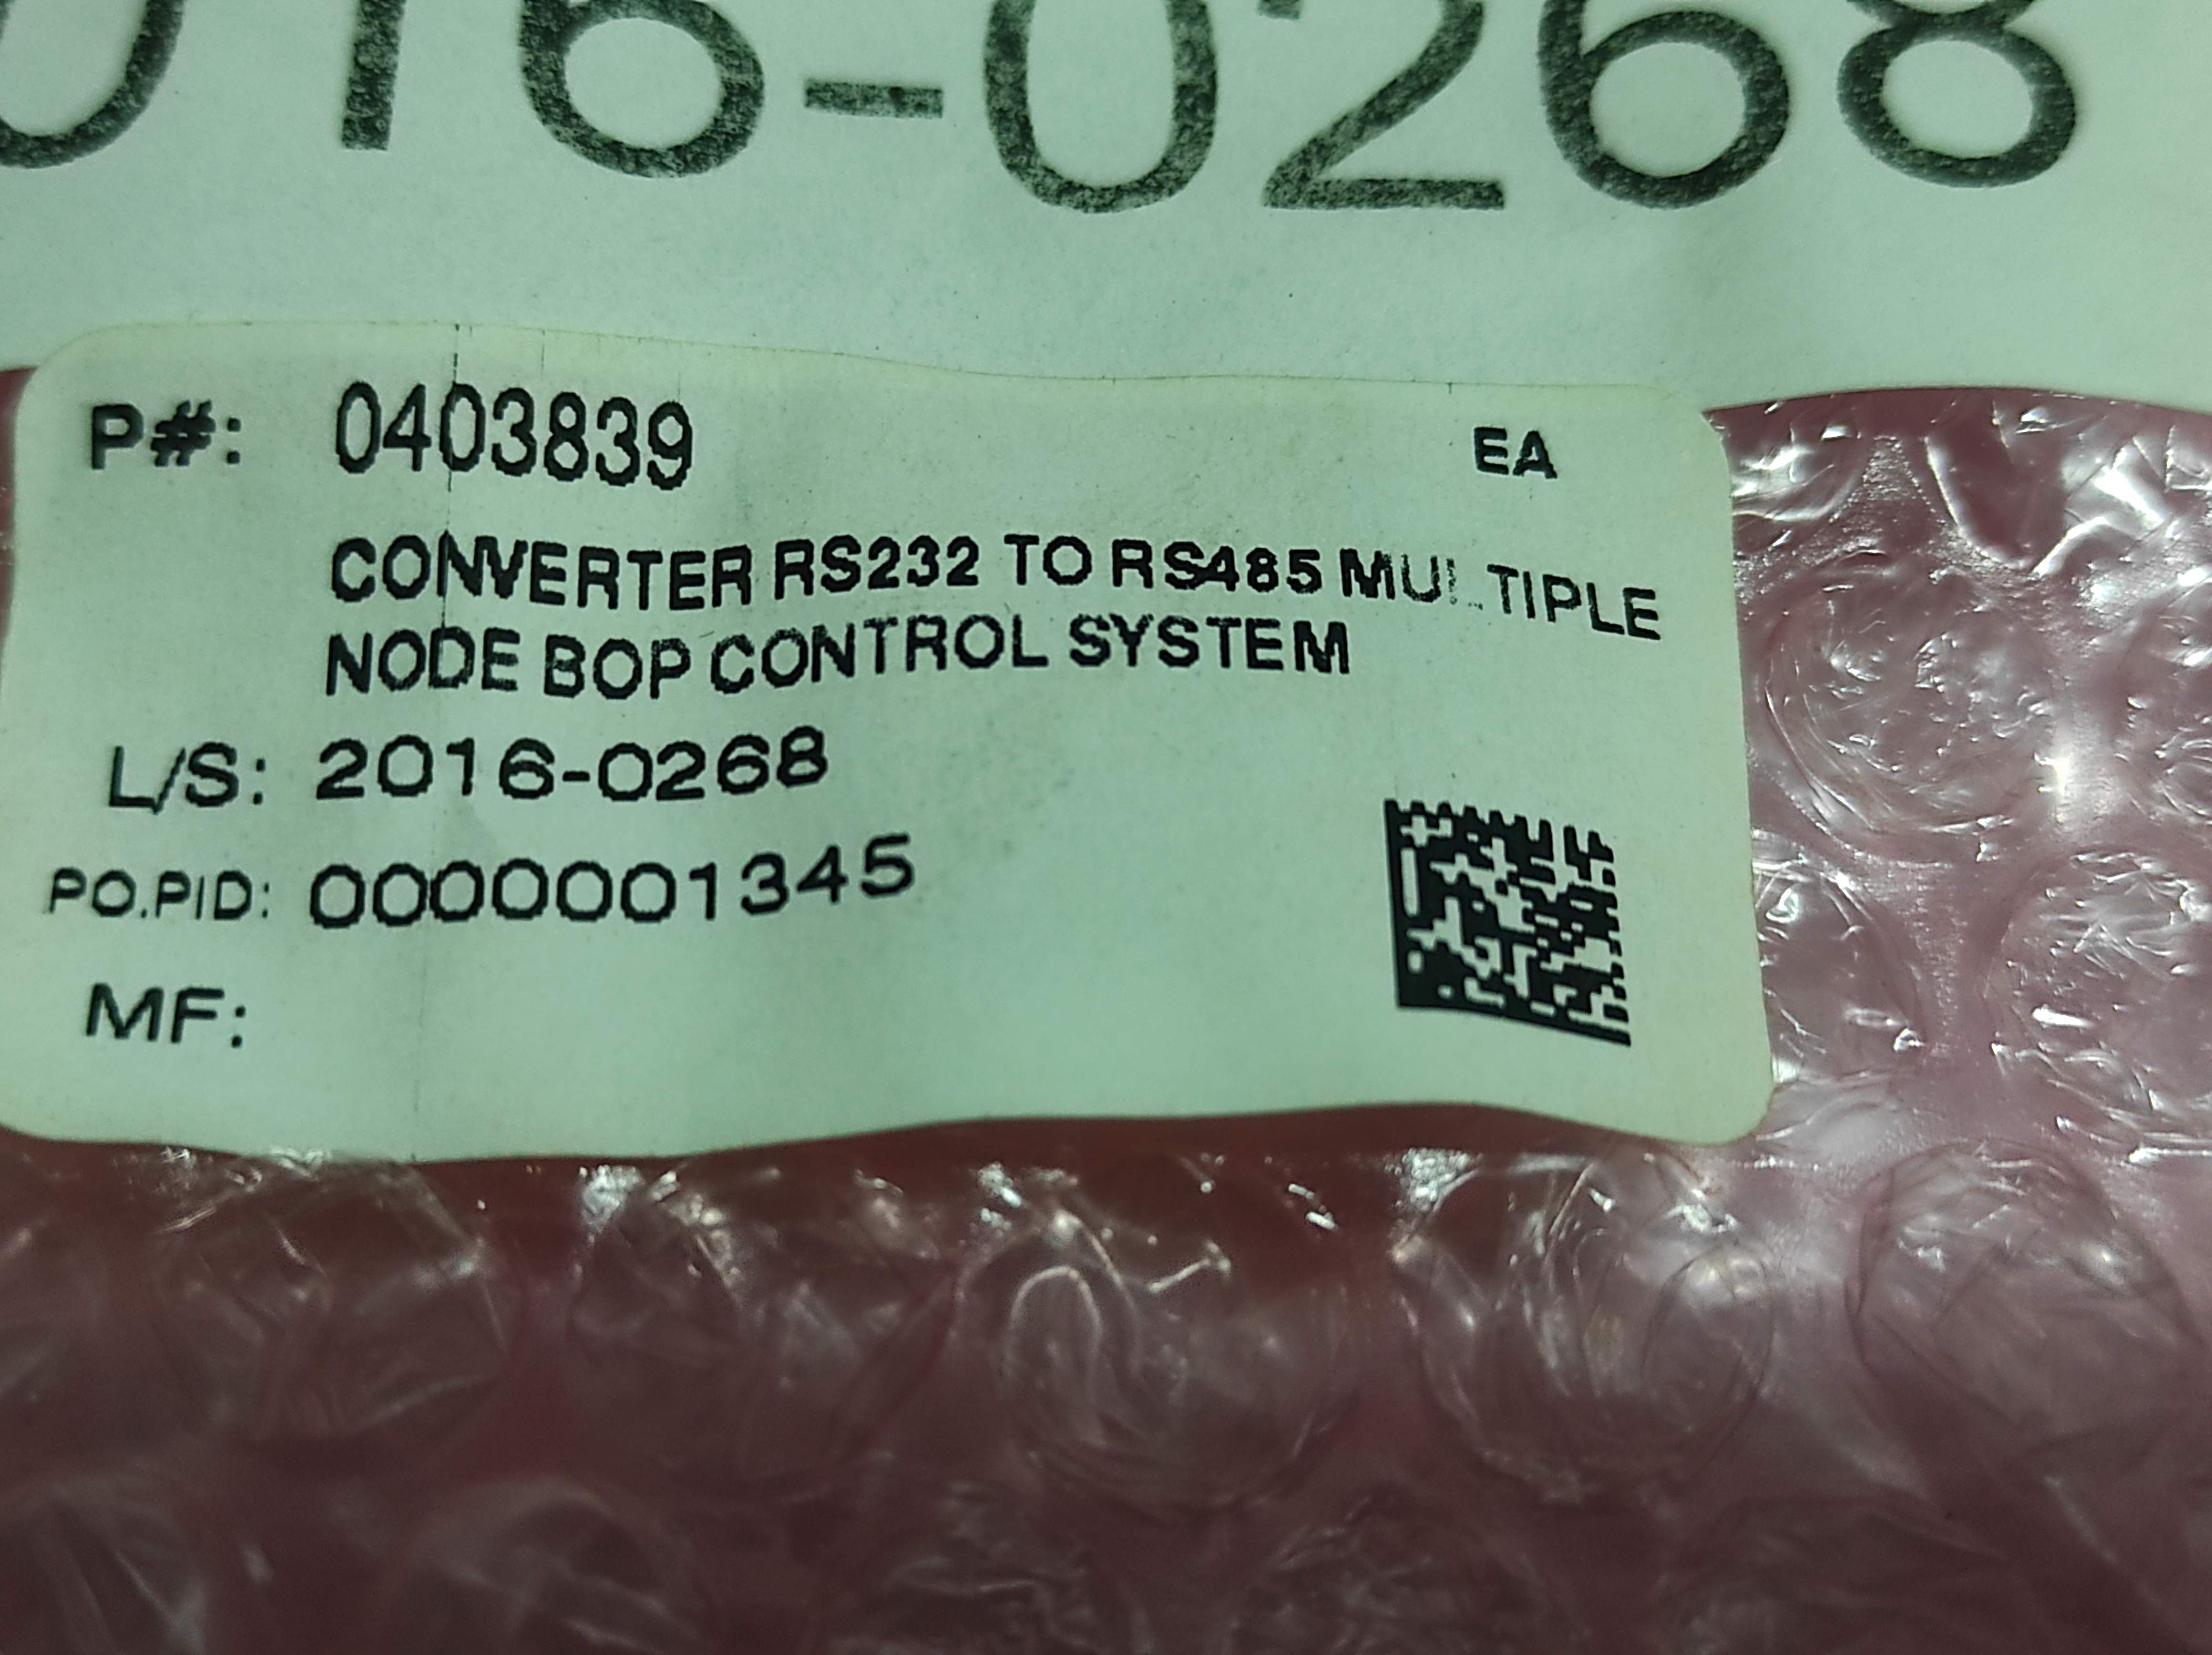 016-0268
P#: 0403839 EA
CONVERTER RS232 TO RS485 MULTIPLE
NODE BOP CONTROL SYSTEM
L/S: 2016-0268
PO.PID: 0000001345
MF: